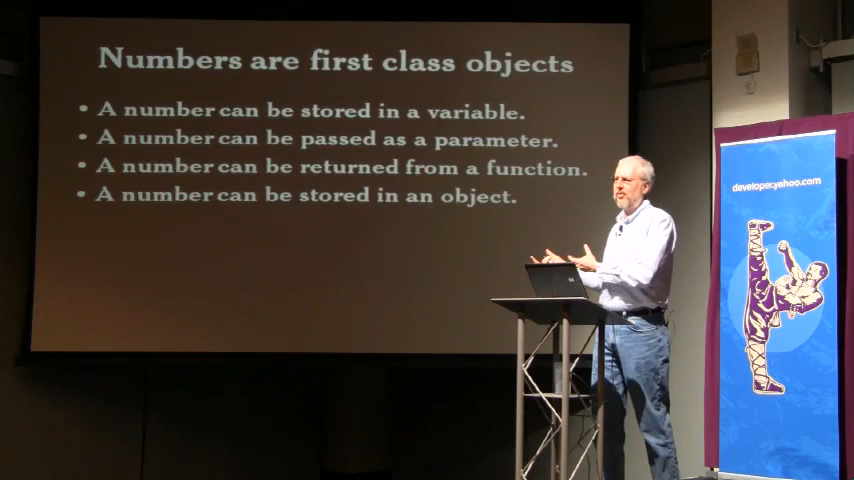 Numbers are first class objects
• A number can be stored in a variable.
• A number can be passed as a parameter.
• A number can be returned from a function.
• A number can be stored in an object.
developer.yahoo.com